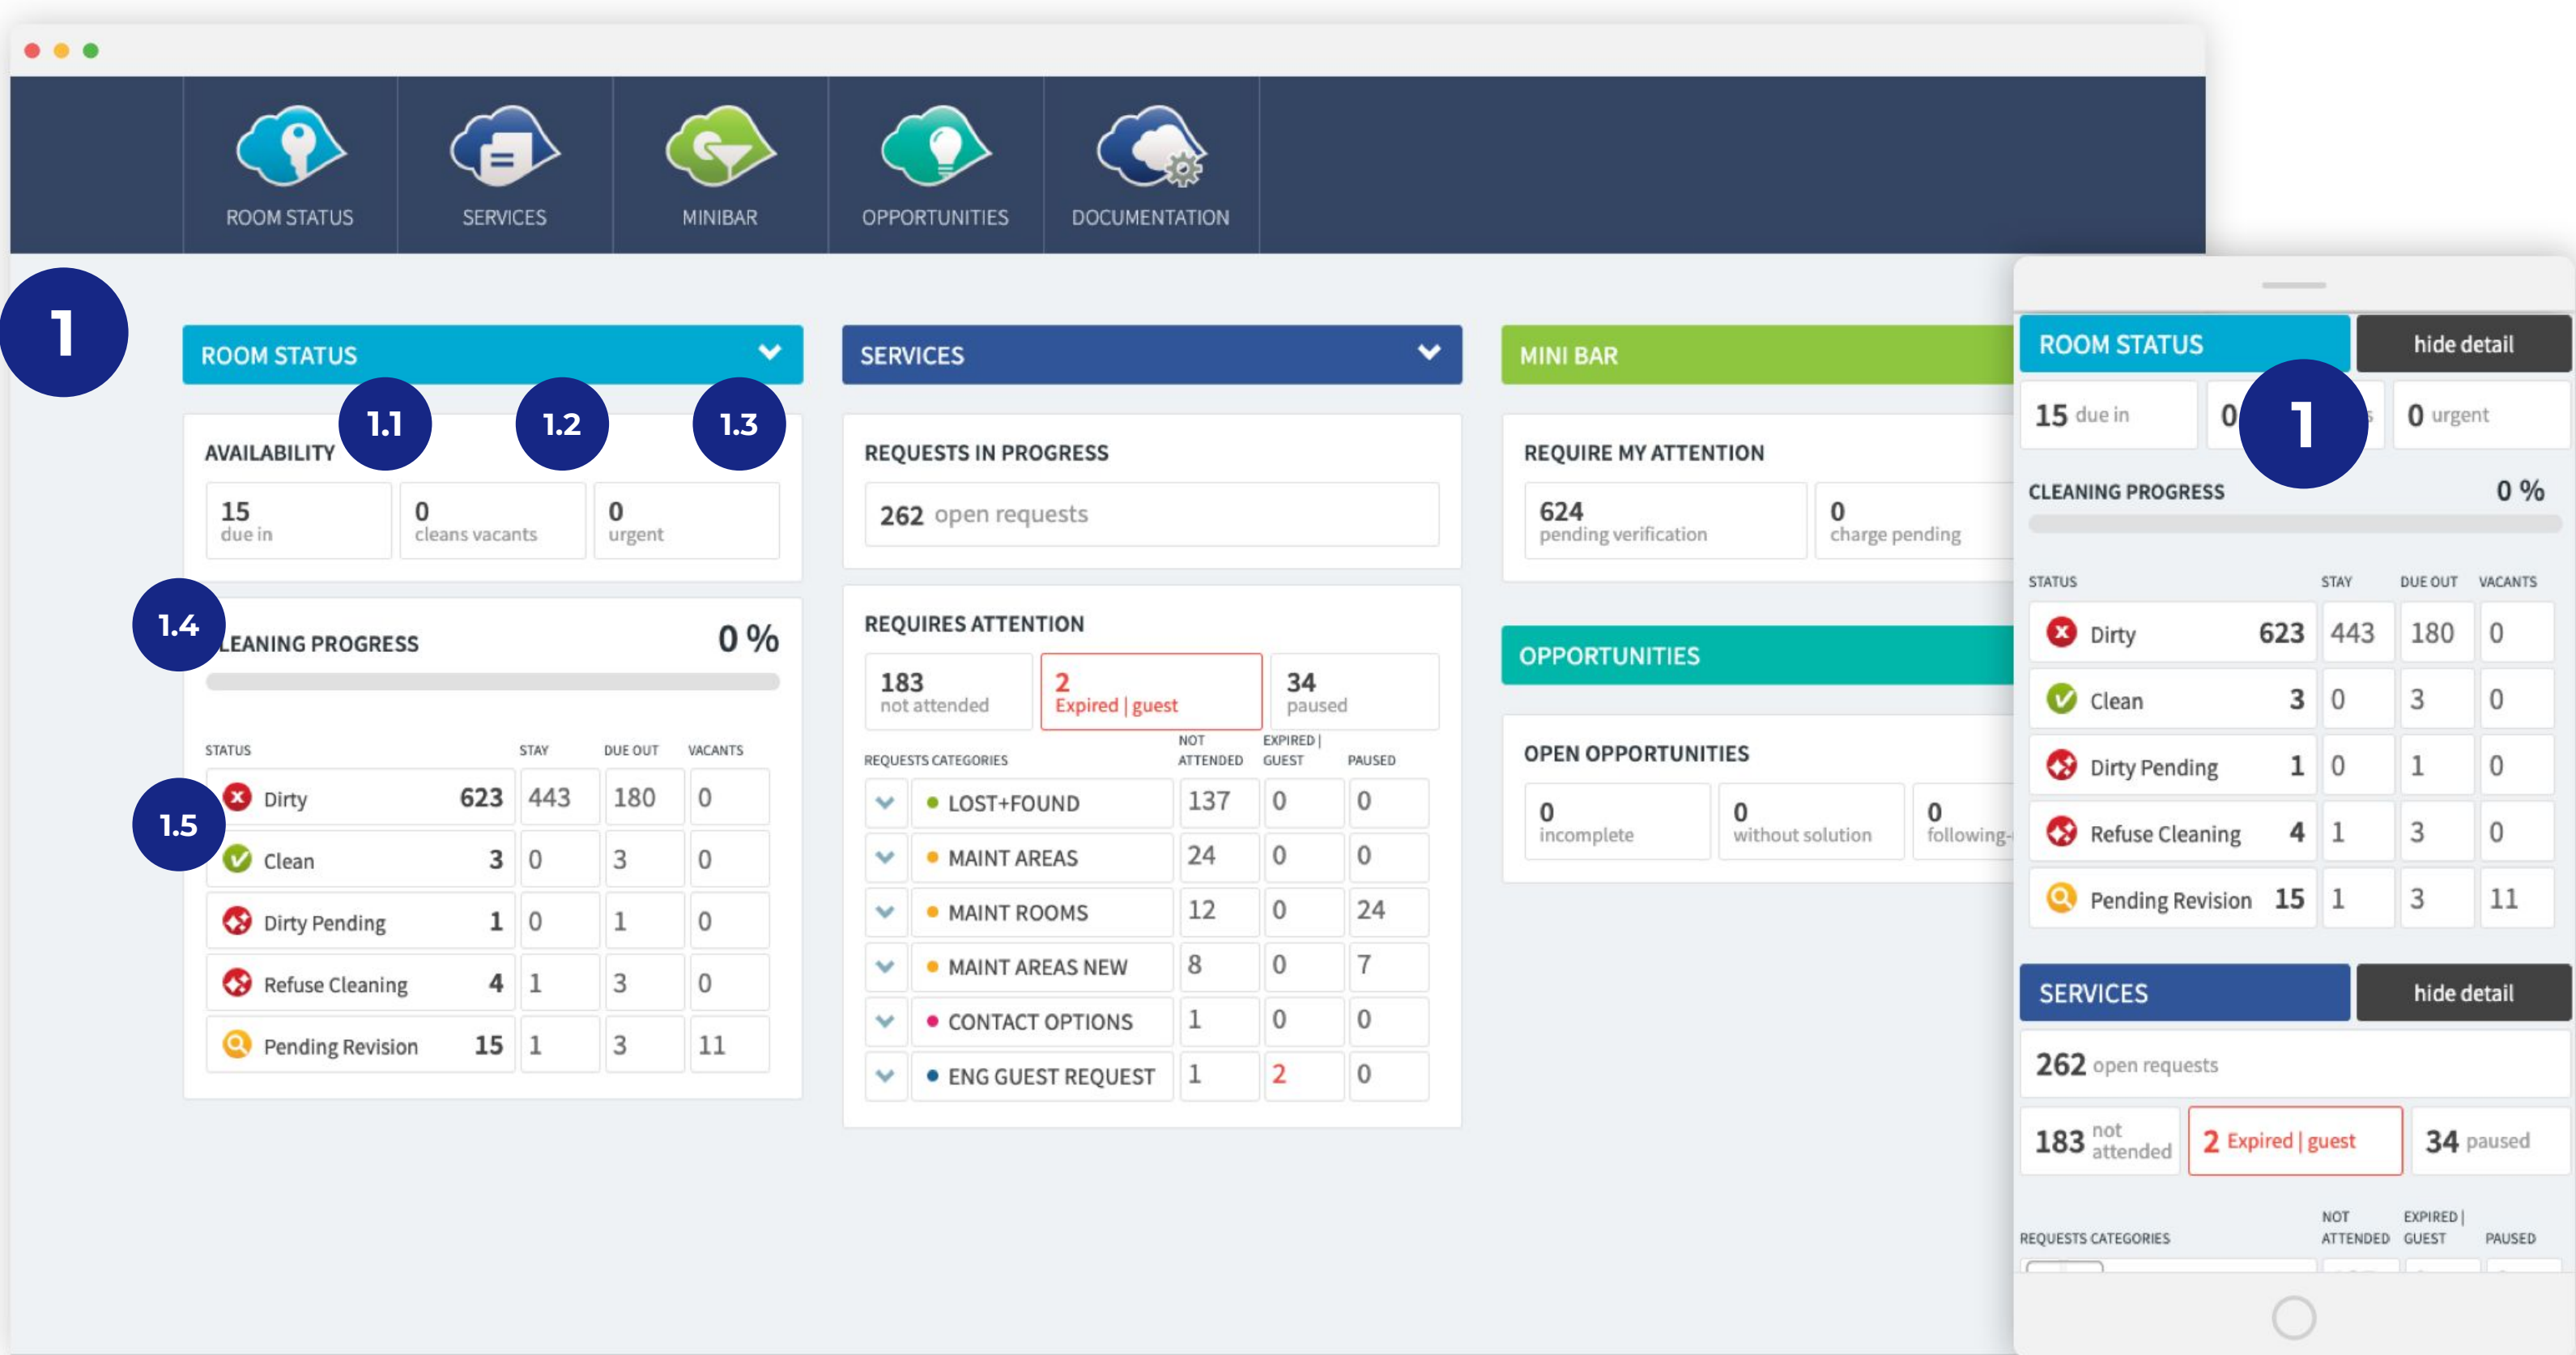 ROOM STATUS
SERVICES
MINIBAR
OPPORTUNITIES
DOCUMENTATION
1
ROOM STATUS
1.1
1.2
1.3
AVAILABILITY
15
due in
0
cleans vacants
0
urgent
1.4
LEANING PROGRESS
0 %
STATUS STAY DUE OUT VACANTS
1.5
Dirty 623 443 180 0
Clean 3 0 3 0
Dirty Pending 1 0 1 0
Refuse Cleaning 4 1 3 0
Pending Revision 15 1 3 11
SERVICES
REQUESTS IN PROGRESS
262 open requests
REQUIRES ATTENTION
183
not attended
2
Expired | guest
34
paused
REQUESTS CATEGORIES NOT ATTENDED EXPIRED | GUEST PAUSED
LOST+FOUND 137 0 0
MAINT AREAS 24 0 0
MAINT ROOMS 12 0 24
MAINT AREAS NEW 8 0 7
CONTACT OPTIONS 1 0 0
ENG GUEST REQUEST 1 2 0
MINI BAR
REQUIRE MY ATTENTION
624
pending verification
0
charge pending
OPPORTUNITIES
OPEN OPPORTUNITIES
0
incomplete
0
without solution
0
following-
ROOM STATUS
hide detail
15 due in
0
1
s
0 urgent
CLEANING PROGRESS 0 %
STATUS STAY DUE OUT VACANTS
Dirty 623 443 180 0
Clean 3 0 3 0
Dirty Pending 1 0 1 0
Refuse Cleaning 4 1 3 0
Pending Revision 15 1 3 11
SERVICES
hide detail
262 open requests
183 not attended
2 Expired | guest
34 paused
REQUESTS CATEGORIES NOT ATTENDED EXPIRED | GUEST PAUSED